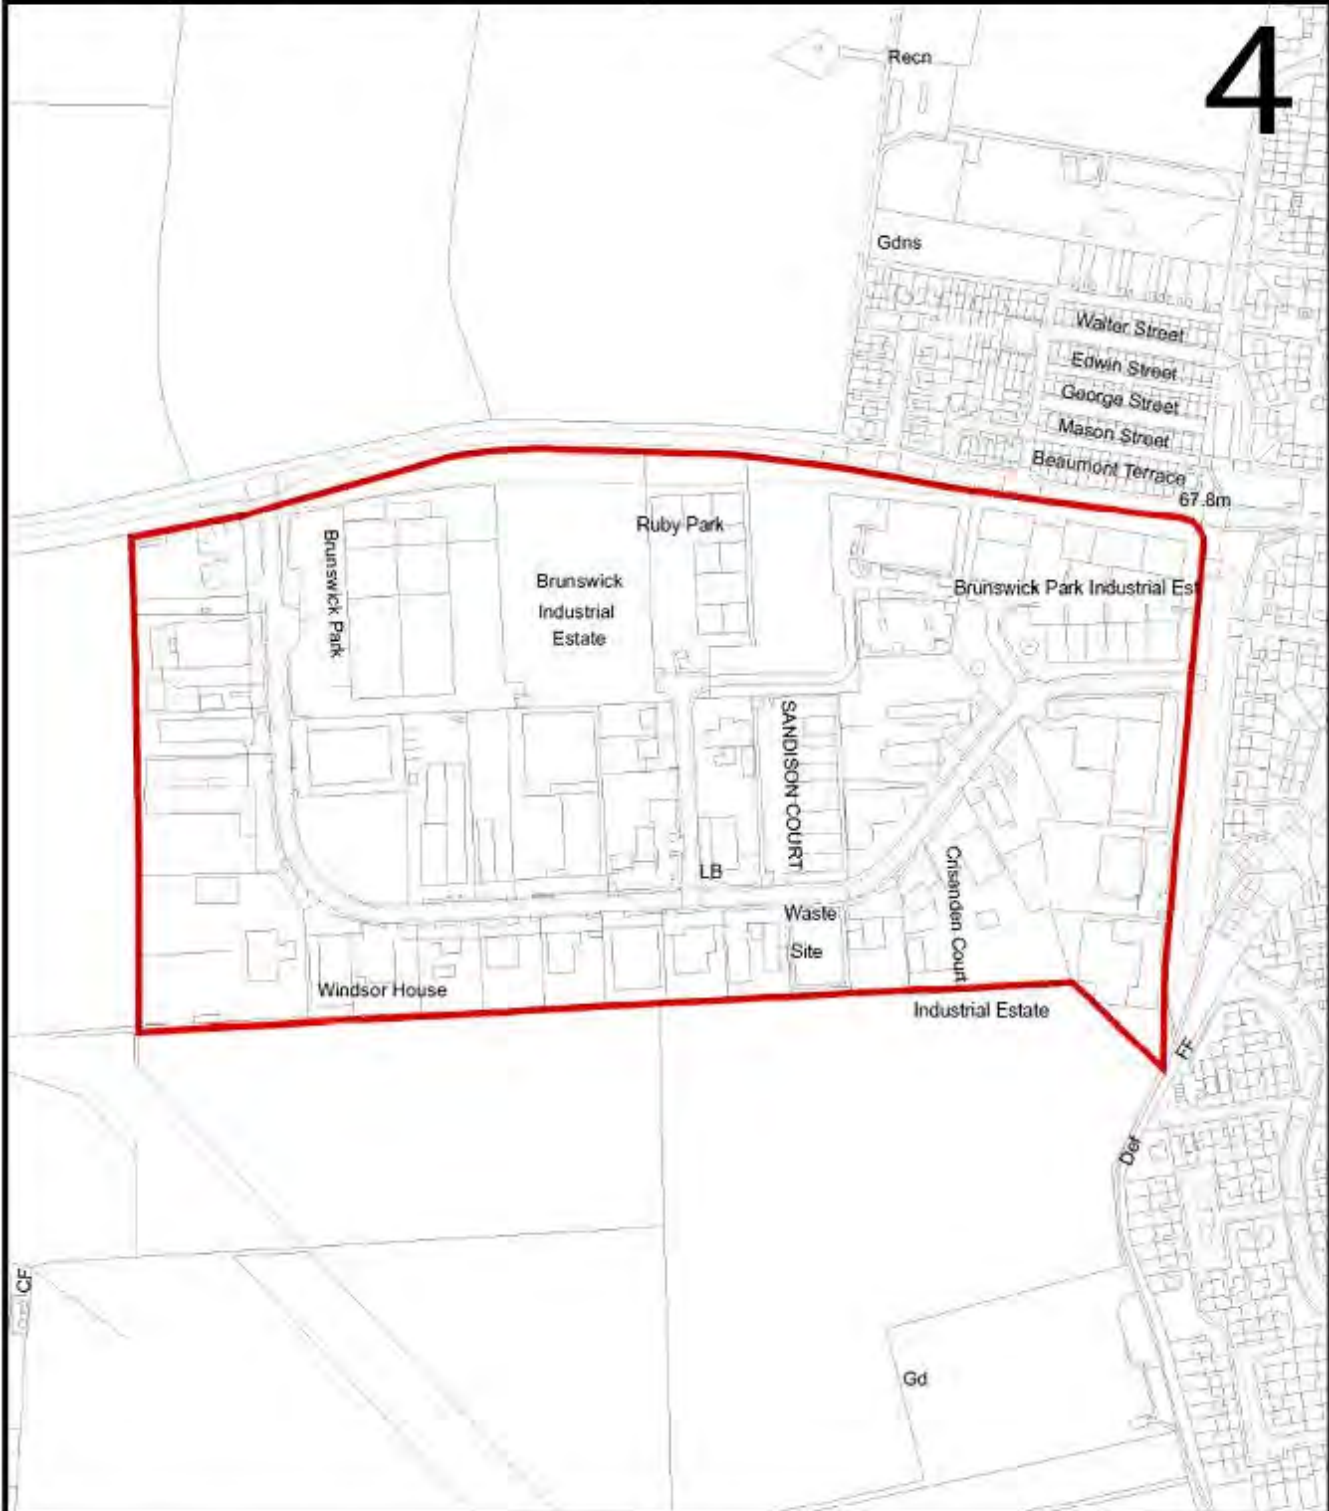 4
Recn
Gdns
Walter Street
Edwin Street
George Street
Mason Street
Beaumont Terrace
67.8m
Ruby Park
Brunswick Park
Brunswick
Industrial
Estate
Brunswick Park Industrial Est
SANDISON COURT
LB
Crisanden Court
Waste
Site
Windsor House
Industrial Estate
FF
Def
CF
Gd